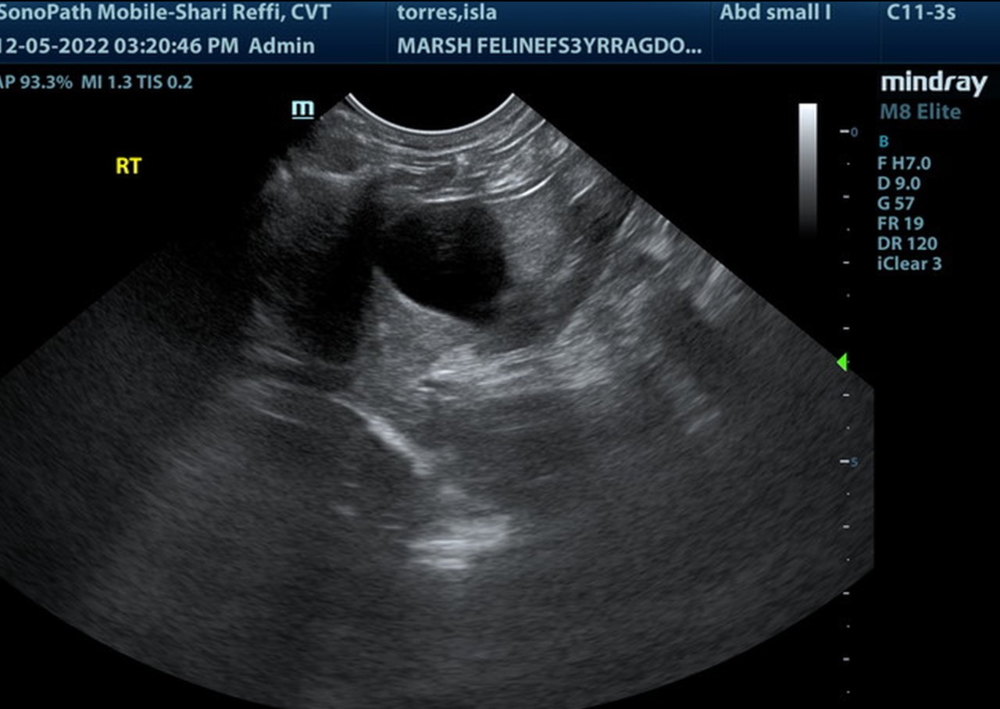 SonoPath Mobile-Shari Reffi, CVT torres,isla Abd small I C11-3s
12-05-2022 03:20:46 PM Admin MARSH FELINEFS3YRRAGDO...
AP 93.3% MI 1.3 TIS 0.2
mindray
M8 Elite
m
RT
0
B
F H7.0
D 9.0
G 57
FR 19
DR 120
iClear 3
5